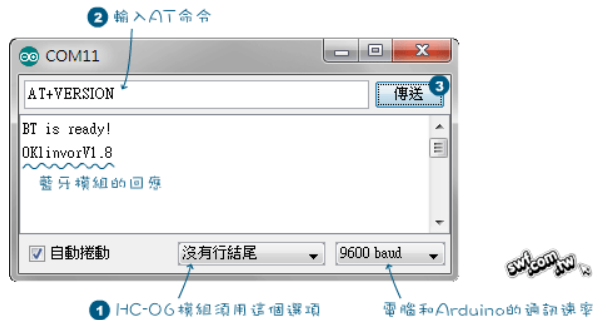 2 輸入AT命令
COM11
AT+VERSION
傳送 3
BT is ready!
OKlinvorV1.8
藍牙模組的回應
自動捲動
沒有行結尾
9600 baud
swf.com.tw
1 HC-06模組須用這個選項
電腦和Arduino的通訊速率